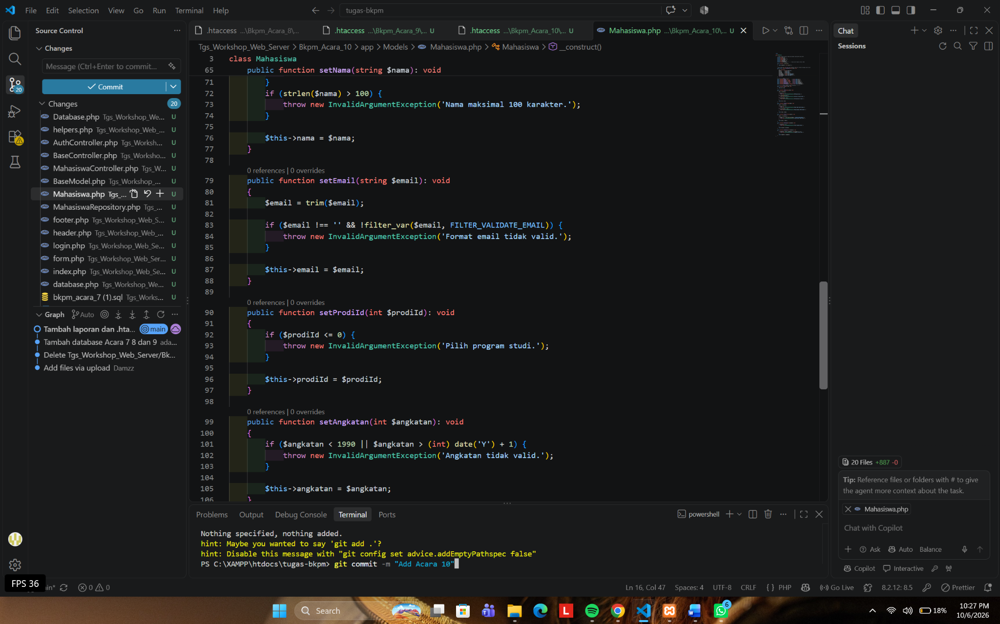 File Edit Selection View Go Run Terminal Help
tugas-bkpm
Source Control
Changes
Message (Ctrl+Enter to commit...
Commit
Changes 20
Database.php Tgs_Workshop_We... U
helpers.php Tgs_Workshop_Web_... U
AuthController.php Tgs_Worksh... U
BaseController.php Tgs_Worksho... U
MahasiswaController.php Tgs_W... U
BaseModel.php Tgs_Workshop_... U
Mahasiswa.php Tgs_... U
MahasiswaRepository.php Tgs_... U
footer.php Tgs_Workshop_Web_S... U
header.php Tgs_Workshop_Web_... U
login.php Tgs_Workshop_Web_Se... U
form.php Tgs_Workshop_Web_Ser... U
index.php Tgs_Workshop_Web_Se... U
database.php Tgs_Workshop_We... U
bkpm_acara_7 (1).sql Tgs_Works... U
Graph Auto
Tambah laporan dan .hta... main
Tambah database Acara 7 8 dan 9 ada...
Delete Tgs_Workshop_Web_Server/Bk...
Add files via upload Damzz
20
.htaccess ...\Bkpm_Acara_8\...
.htaccess ...\Bkpm_Acara_9\... U
.htaccess ...\Bkpm_Acara_10\... U
Mahasiswa.php ...\Bkpm_Acara_10\... U
Tgs_Workshop_Web_Server > Bkpm_Acara_10 > app > Models > Mahasiswa.php > Mahasiswa > __construct()
3 class Mahasiswa
65 public function setNama(string $nama): void
71 }
72 if (strlen($nama) > 100) {
73 throw new InvalidArgumentException('Nama maksimal 100 karakter.');
74 }
75
76 $this->nama = $nama;
77 }
78
0 references | 0 overrides
79 public function setEmail(string $email): void
80 {
81 $email = trim($email);
82
83 if ($email !== '' && !filter_var($email, FILTER_VALIDATE_EMAIL)) {
84 throw new InvalidArgumentException('Format email tidak valid.');
85 }
86
87 $this->email = $email;
88 }
89
0 references | 0 overrides
90 public function setProdiId(int $prodiId): void
91 {
92 if ($prodiId <= 0) {
93 throw new InvalidArgumentException('Pilih program studi.');
94 }
95
96 $this->prodiId = $prodiId;
97 }
98
0 references | 0 overrides
99 public function setAngkatan(int $angkatan): void
100 {
101 if ($angkatan < 1990 || $angkatan > (int) date('Y') + 1) {
102 throw new InvalidArgumentException('Angkatan tidak valid.');
103 }
104
105 $this->angkatan = $angkatan;
106 }
Problems Output Debug Console Terminal Ports
powershell
Nothing specified, nothing added.
hint: Maybe you wanted to say 'git add .'?
hint: Disable this message with "git config set advice.addEmptyPathspec false"
PS C:\XAMPP\htdocs\tugas-bkpm> git commit -m "Add Acara 10"
Chat
Sessions
20 Files +887 -0
Tip: Reference files or folders with # to give
the agent more context about the task.
Mahasiswa.php
Chat with Copilot
Ask Auto Balance
Copilot Interactive
FPS 36
in* 0 0
Ln 16, Col 47 Spaces: 4 UTF-8 CRLF { } PHP Go Live 8.2.12: 8.5 Prettier
Search
6
18%
10:27 PM
10/6/2026